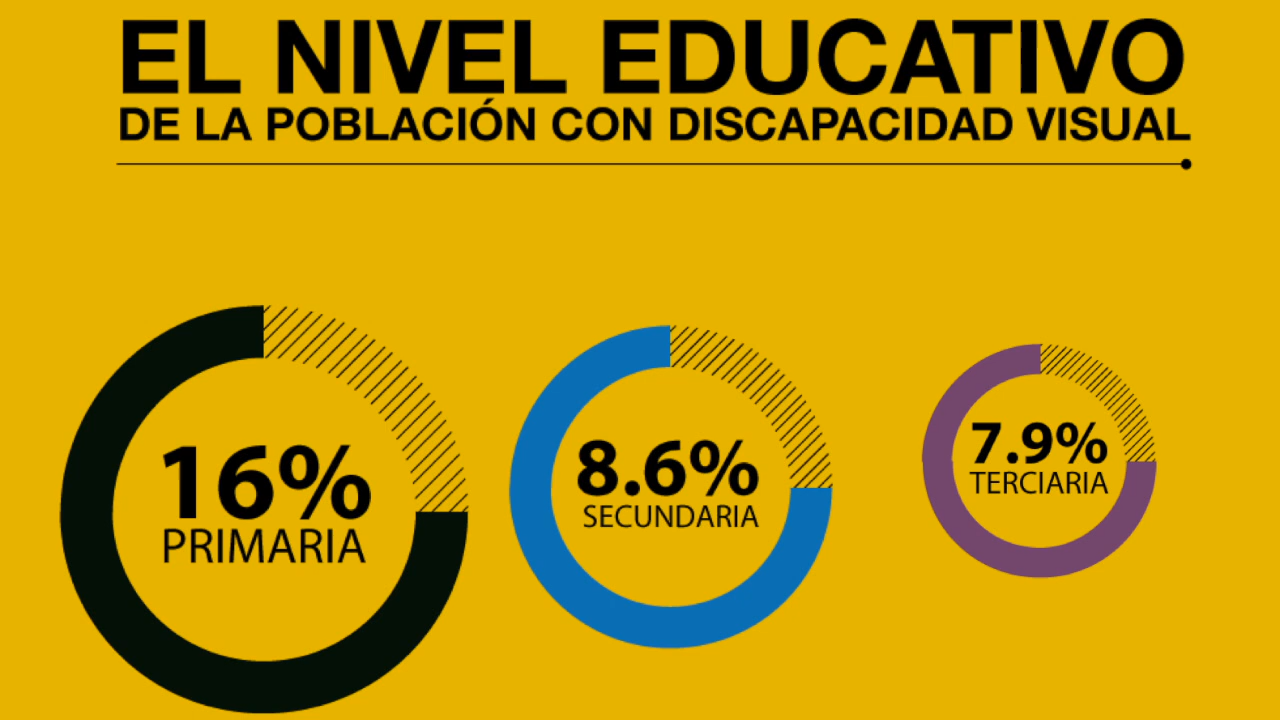 EL NIVEL EDUCATIVO
DE LA POBLACIÓN CON DISCAPACIDAD VISUAL
16%
PRIMARIA
8.6%
SECUNDARIA
7.9%
TERCIARIA